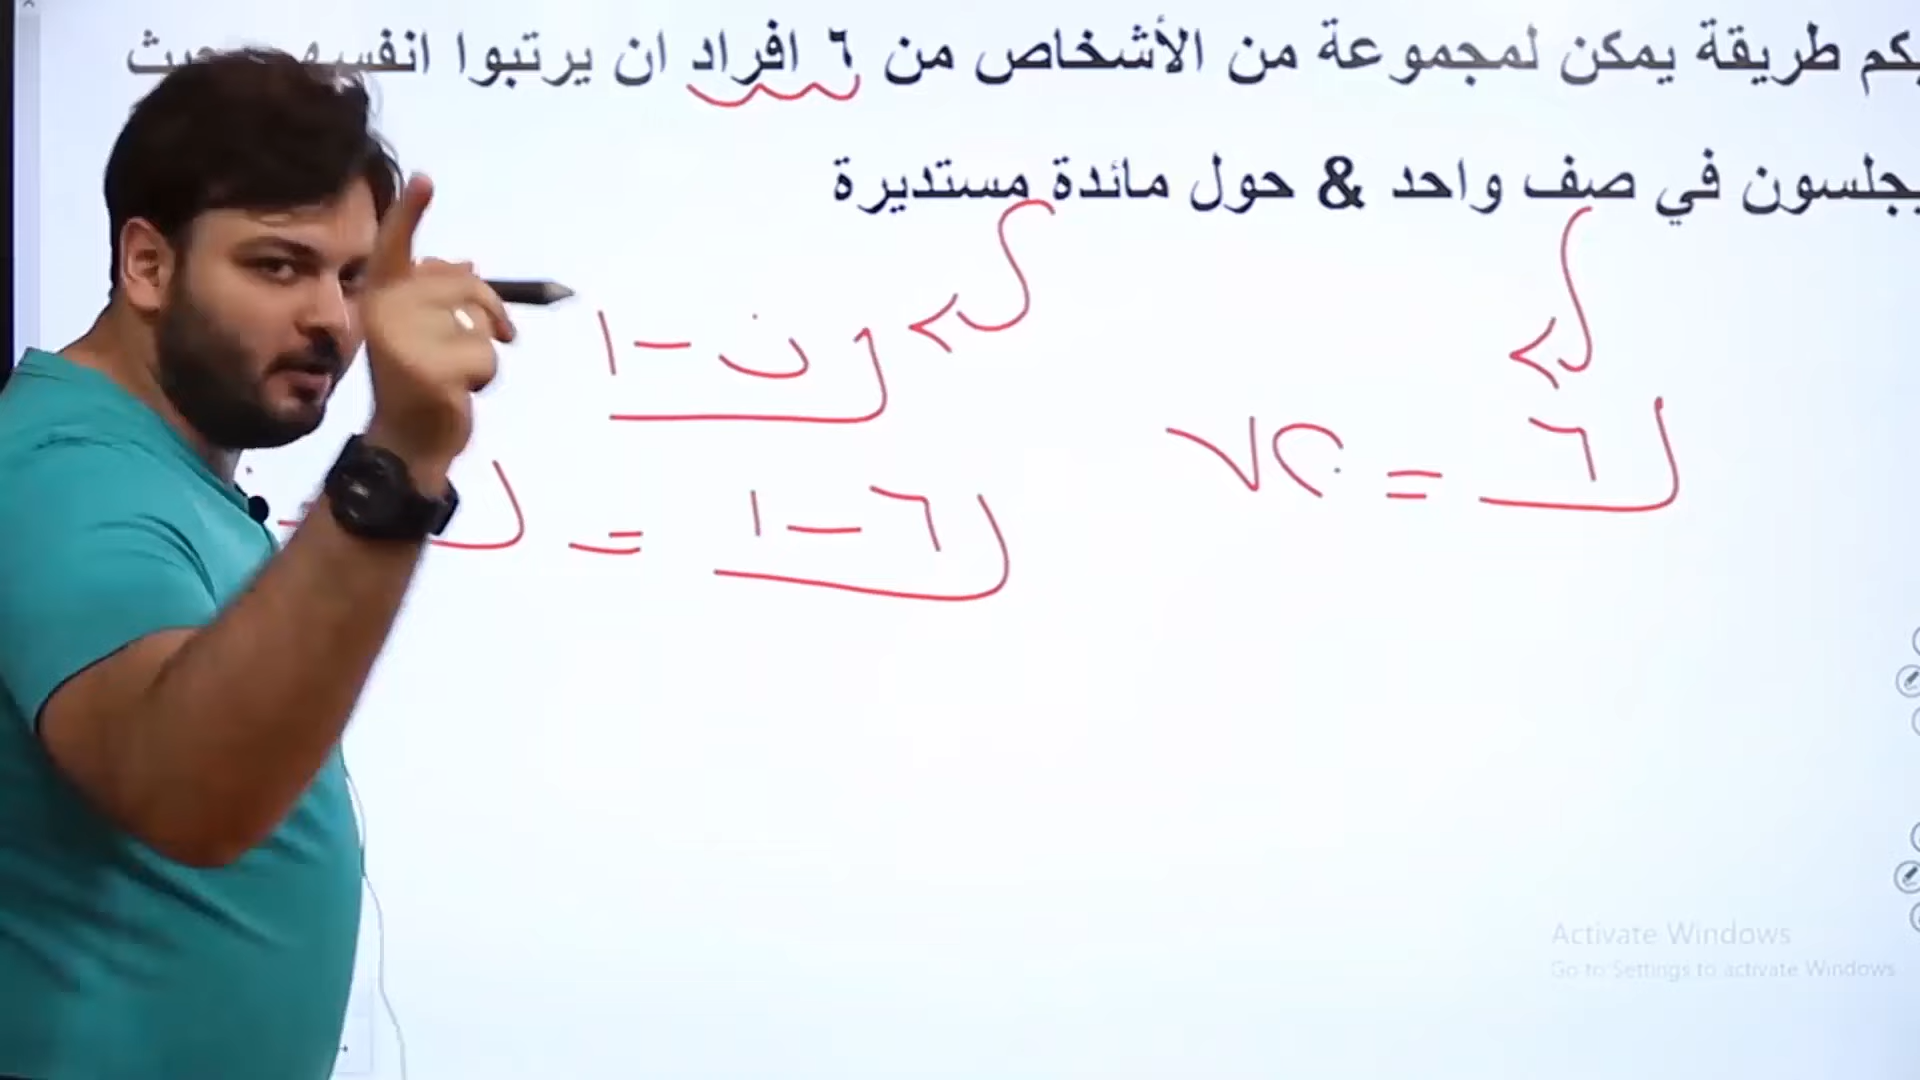 بكم طريقة يمكن لمجموعة من الأشخاص من ٦ افراد ان يرتبوا انفسهم بحيث
يجلسون في صف واحد & حول مائدة مستديرة
ن - ١
٦ = ٧٢٠
٦ - ١ =
Activate Windows
Go to Settings to activate Windows